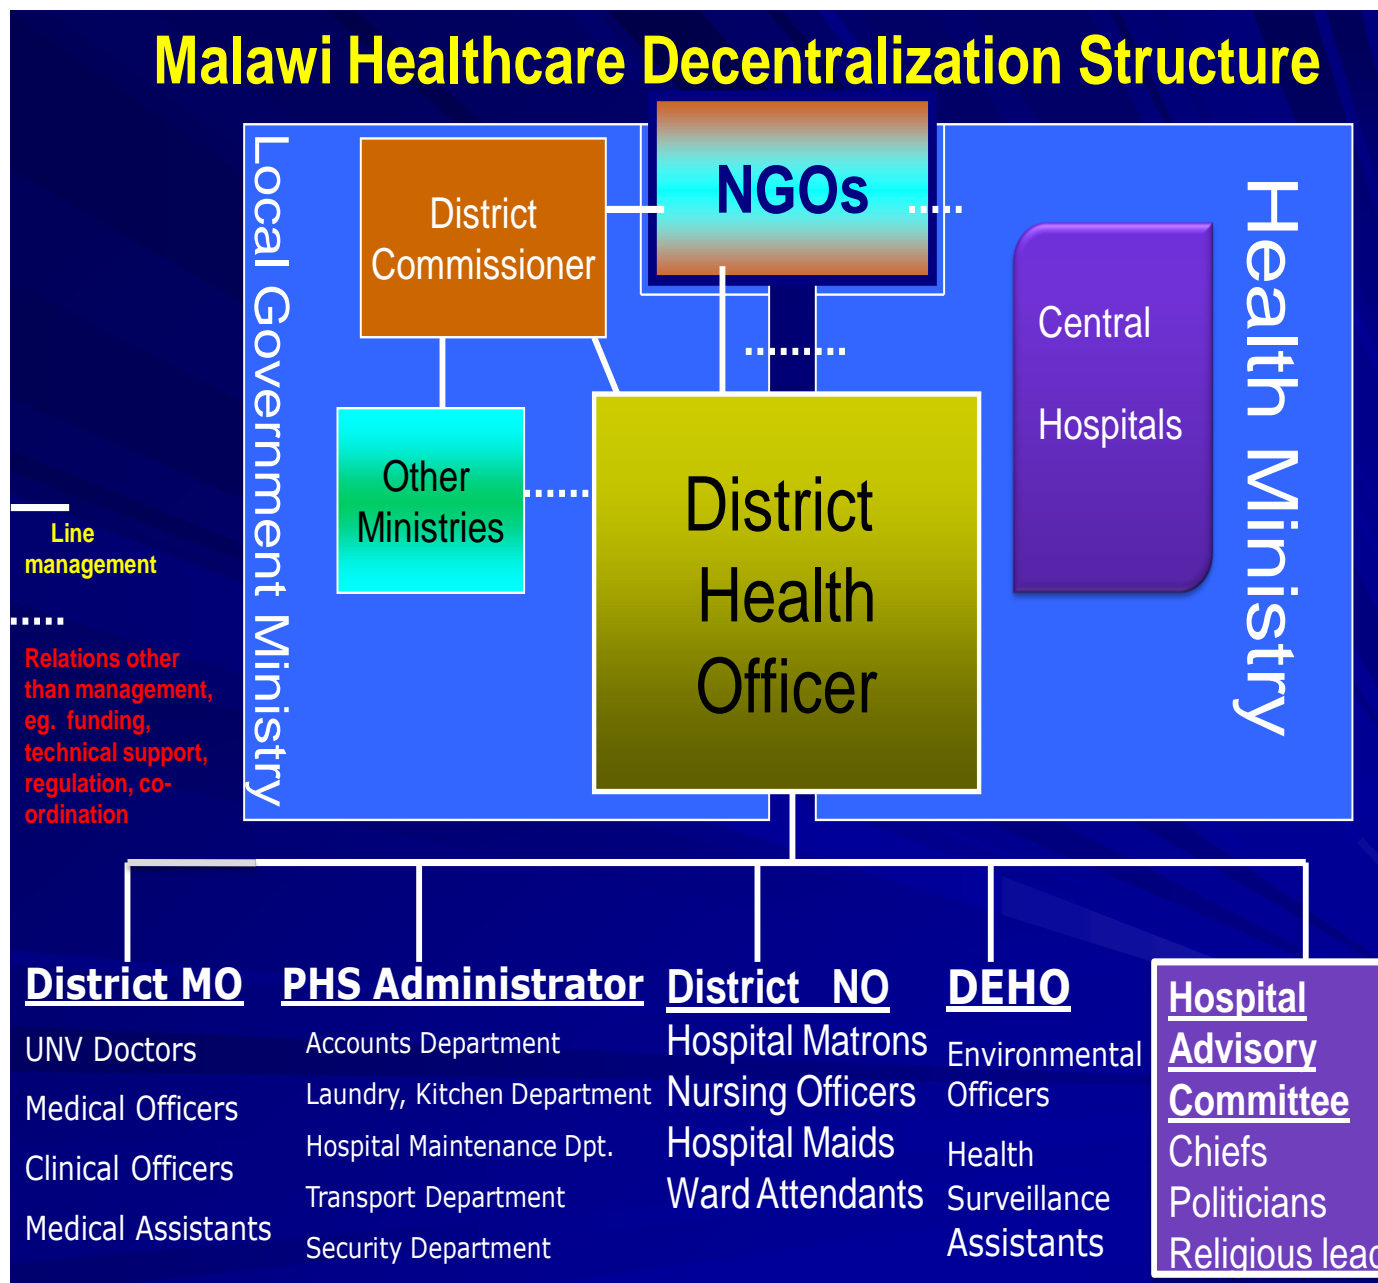 Malawi Healthcare Decentralization Structure
Local Government Ministry
District
Commissioner
NGOs
Central
Hospitals
Health Ministry
Other
Ministries
District
Health
Officer
Line
management
Relations other
than management,
eg. funding,
technical support,
regulation, co-
ordination
District MO
UNV Doctors
Medical Officers
Clinical Officers
Medical Assistants
PHS Administrator
Accounts Department
Laundry, Kitchen Department
Hospital Maintenance Dpt.
Transport Department
Security Department
District NO
Hospital Matrons
Nursing Officers
Hospital Maids
Ward Attendants
DEHO
Environmental
Officers
Health
Surveillance
Assistants
Hospital
Advisory
Committee
Chiefs
Politicians
Religious